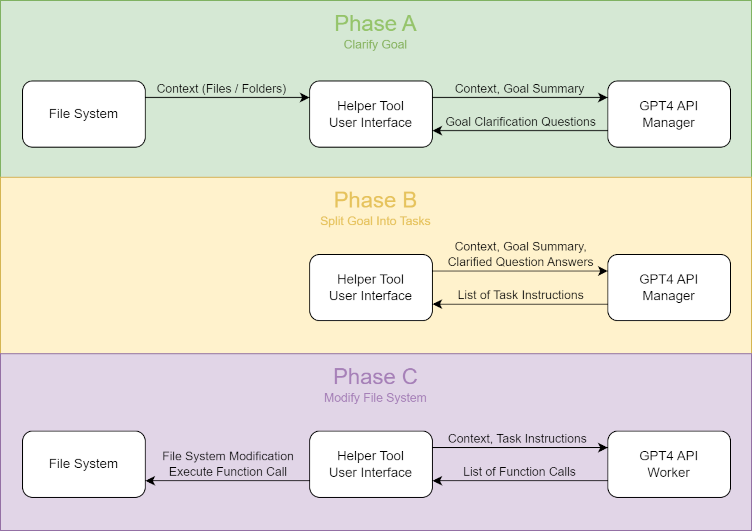 Phase A
Clarify Goal
File System
Context (Files / Folders)
Helper Tool
User Interface
Context, Goal Summary
Goal Clarification Questions
GPT4 API
Manager
Phase B
Split Goal Into Tasks
Helper Tool
User Interface
Context, Goal Summary,
Clarified Question Answers
List of Task Instructions
GPT4 API
Manager
Phase C
Modify File System
File System
File System Modification
Execute Function Call
Helper Tool
User Interface
Context, Task Instructions
List of Function Calls
GPT4 API
Worker